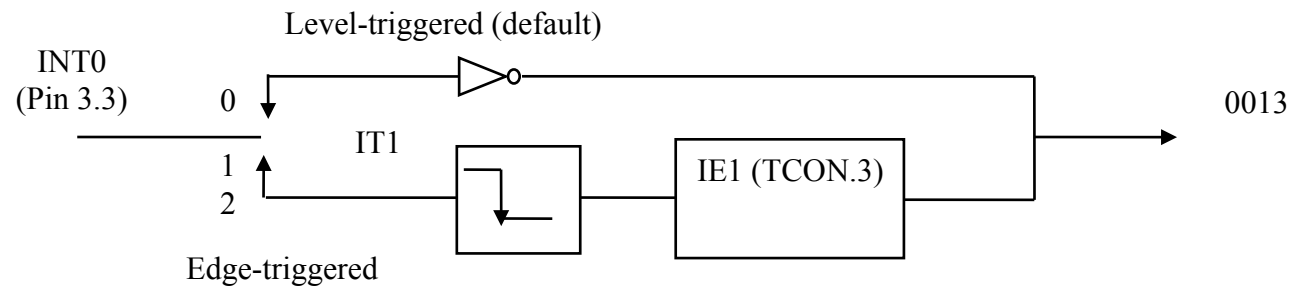 Level-triggered (default)
INT0
(Pin 3.3)
0
0013
IT1
1
2
IE1 (TCON.3)
Edge-triggered